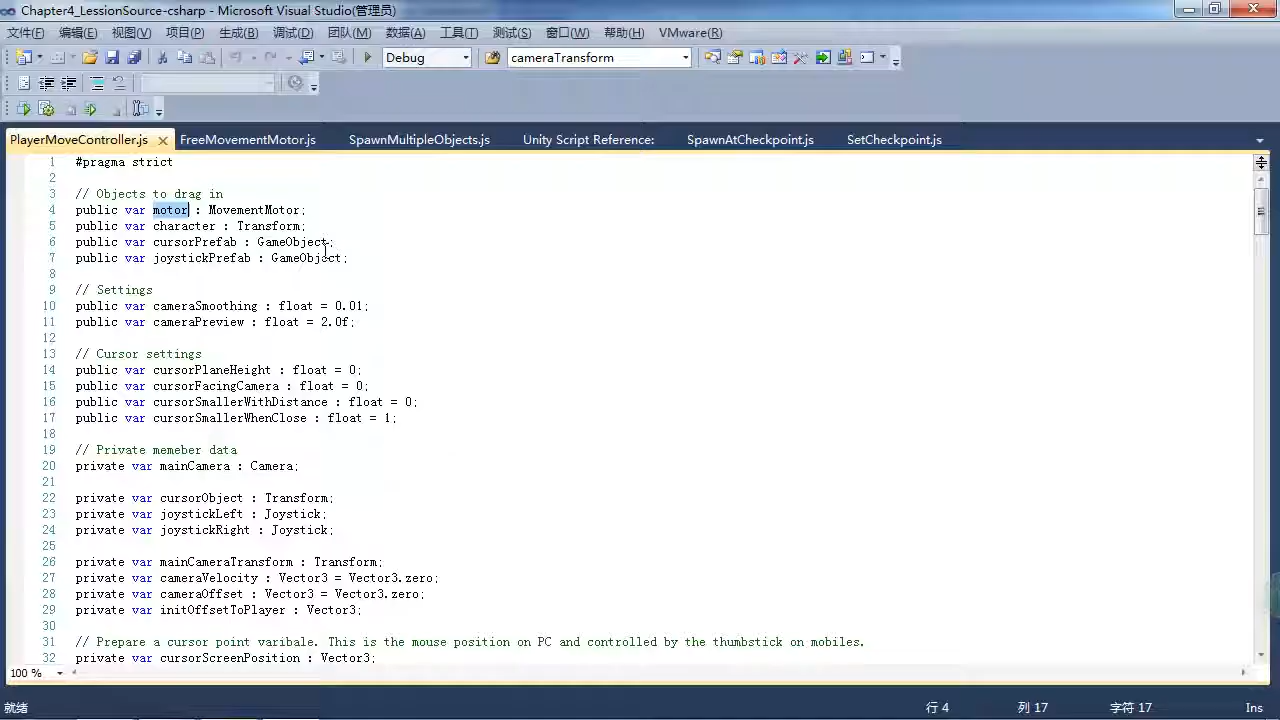 Chapter4_LessionSource-csharp - Microsoft Visual Studio(管理员)
文件(F) 编辑(E) 视图(V) 项目(P) 生成(B) 调试(D) 团队(M) 数据(A) 工具(T) 测试(S) 窗口(W) 帮助(H) VMware(R)
Debug cameraTransform
PlayerMoveController.js FreeMovementMotor.js SpawnMultipleObjects.js Unity Script Reference: SpawnAtCheckpoint.js SetCheckpoint.js
1 #pragma strict
2
3 // Objects to drag in
4 public var motor : MovementMotor;
5 public var character : Transform;
6 public var cursorPrefab : GameObject;
7 public var joystickPrefab : GameObject;
8
9 // Settings
10 public var cameraSmoothing : float = 0.01;
11 public var cameraPreview : float = 2.0f;
12
13 // Cursor settings
14 public var cursorPlaneHeight : float = 0;
15 public var cursorFacingCamera : float = 0;
16 public var cursorSmallerWithDistance : float = 0;
17 public var cursorSmallerWhenClose : float = 1;
18
19 // Private memeber data
20 private var mainCamera : Camera;
21
22 private var cursorObject : Transform;
23 private var joystickLeft : Joystick;
24 private var joystickRight : Joystick;
25
26 private var mainCameraTransform : Transform;
27 private var cameraVelocity : Vector3 = Vector3.zero;
28 private var cameraOffset : Vector3 = Vector3.zero;
29 private var initOffsetToPlayer : Vector3;
30
31 // Prepare a cursor point varibale. This is the mouse position on PC and controlled by the thumbstick on mobiles.
32 private var cursorScreenPosition : Vector3;
100 %
就绪 行 4 列 17 字符 17 Ins